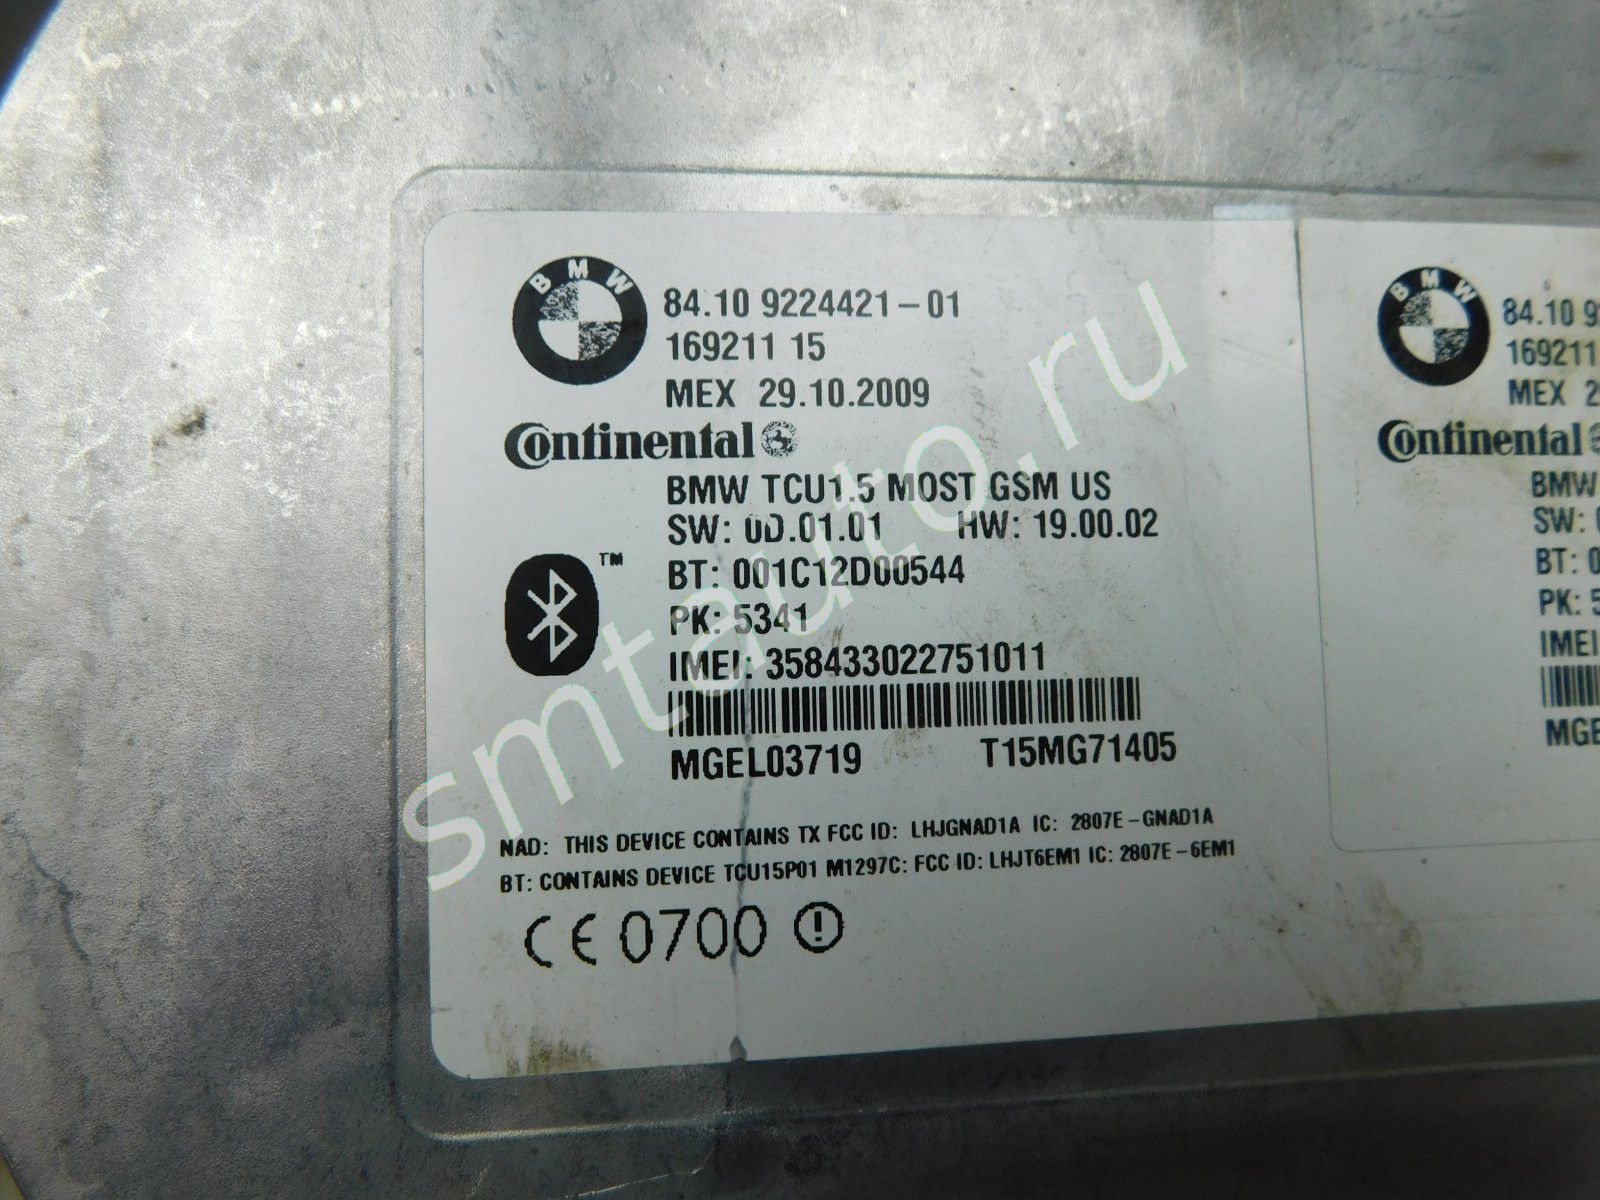 BMW
84.10 9224421-01
169211 15
MEX 29.10.2009
Continental
BMW TCU1.5 MOST GSM US
SW: 0D.01.01 HW: 19.00.02
TM
BT: 001C12D00544
PK: 5341
IMEI: 358433022751011
MGEL03719 T15MG71405
NAD: THIS DEVICE CONTAINS TX FCC ID: LHJGNAD1A IC: 2807E-GNAD1A
BT: CONTAINS DEVICE TCU15P01 M1297C: FCC ID: LHJT6EM1 IC: 2807E-6EM1
CE 0700 !
smtauto.ru
BMW
84.10 9
169211
MEX 2
Continental
BMW
SW:
BT: 0
PK: 5
IMEI
MGE